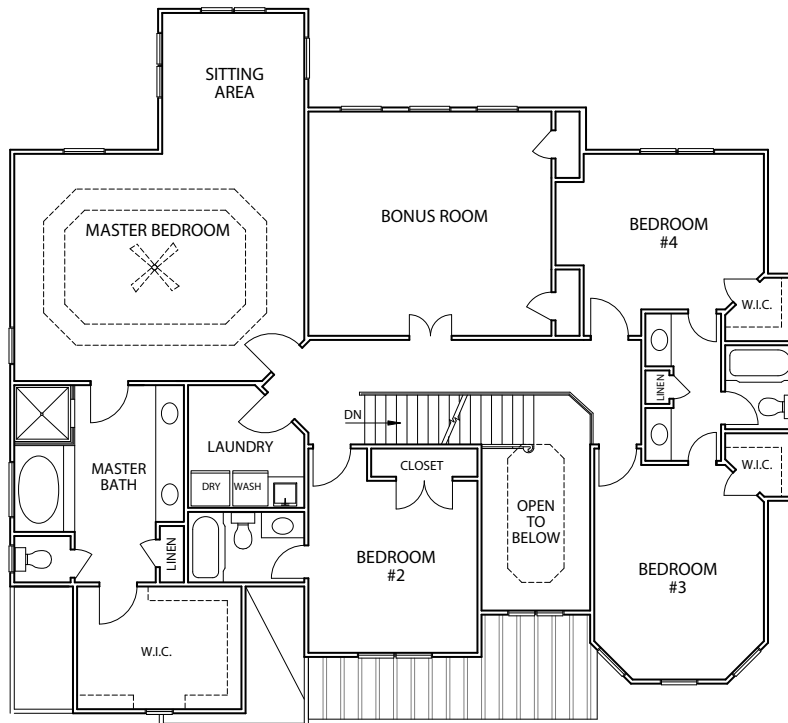 SITTING
AREA
MASTER BEDROOM
BONUS ROOM
BEDROOM
#4
W.I.C.
LINEN
DN
LAUNDRY
CLOSET
W.I.C.
MASTER
BATH
DRY
WASH
OPEN
TO
BELOW
LINEN
BEDROOM
#2
BEDROOM
#3
W.I.C.